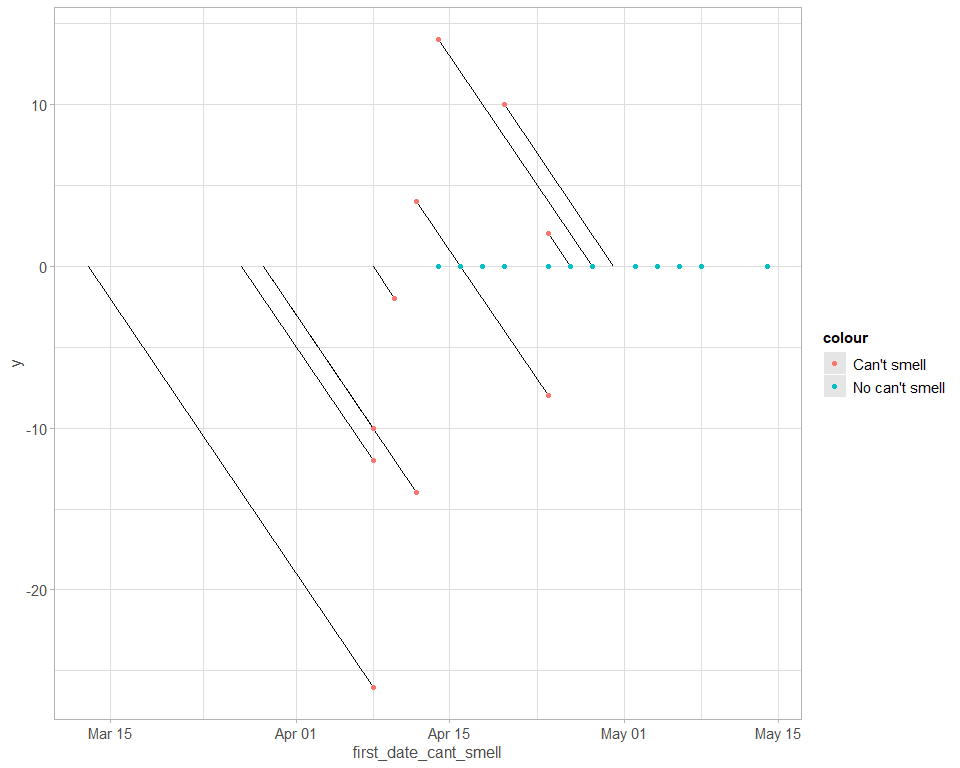 10
0
-10
-20
y
Mar 15
Apr 01
Apr 15
May 01
May 15
first_date_cant_smell
colour
Can't smell
No can't smell